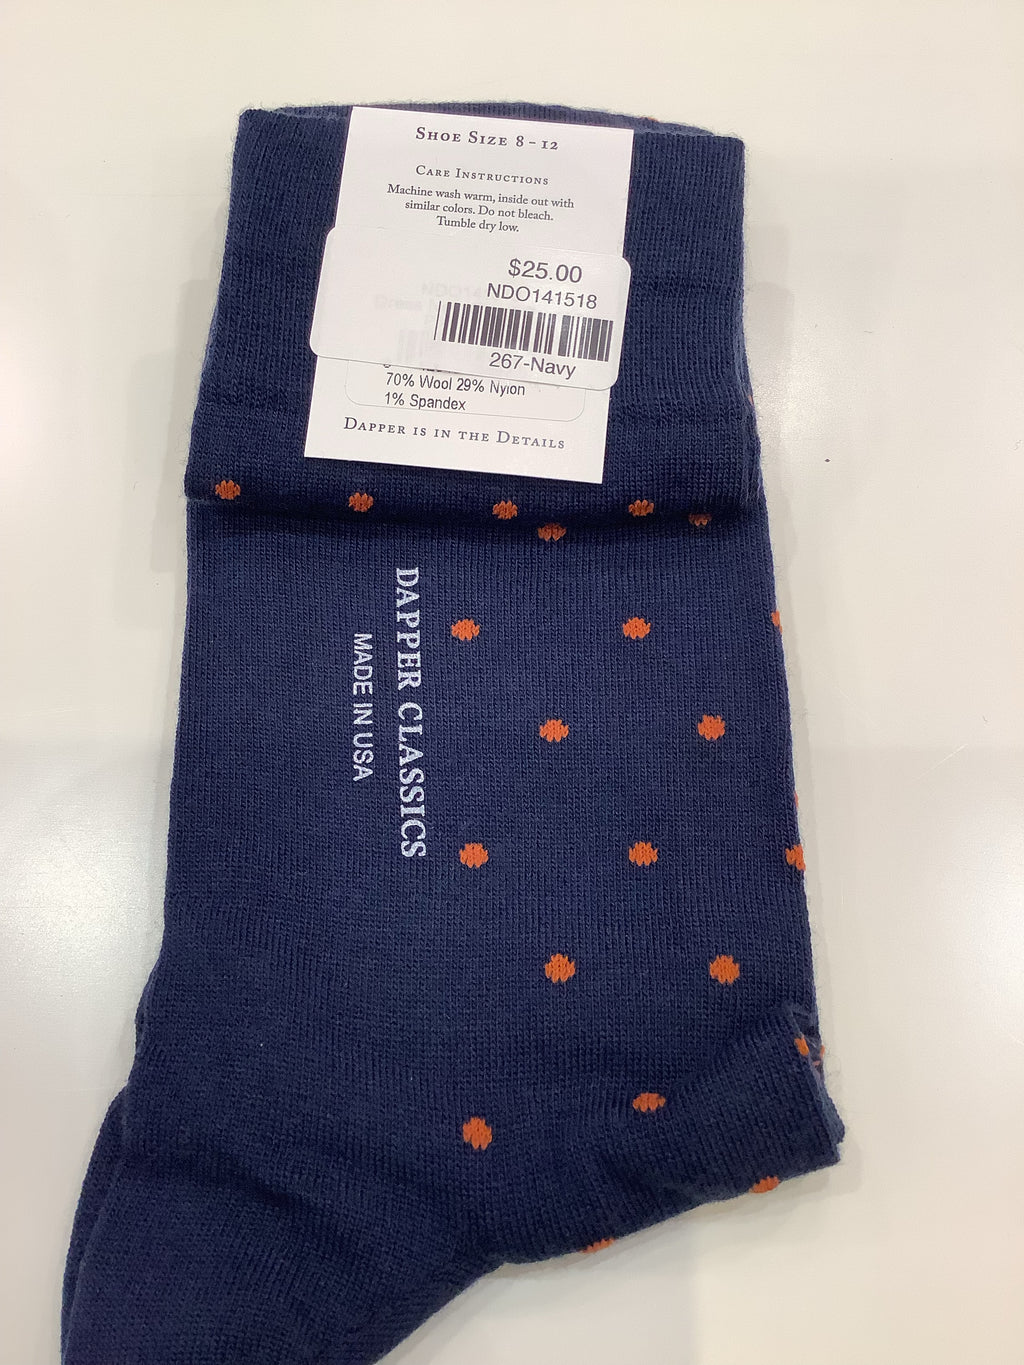 SHOE SIZE 8 - 12
CARE INSTRUCTIONS
Machine wash warm, inside out with
similar colors. Do not bleach.
Tumble dry low.
$25.00
NDO141518
267-Navy
70% Wool 29% Nylon
1% Spandex
DAPPER IS IN THE DETAILS
DAPPER CLASSICS
MADE IN USA